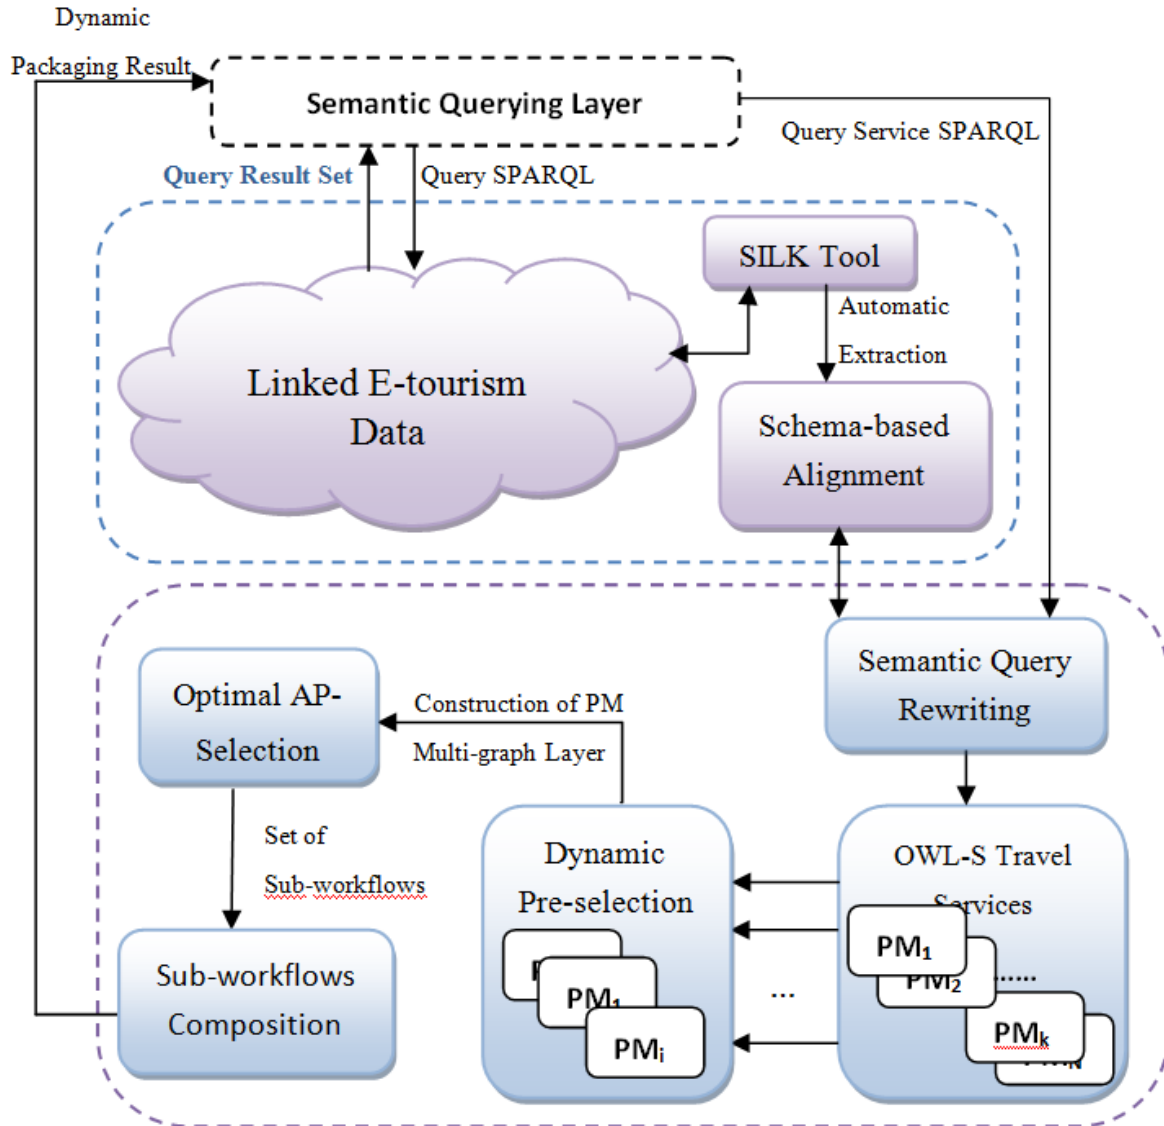 Dynamic
Packaging Result
Semantic Querying Layer
Query Service SPARQL
Query Result Set
Query SPARQL
SILK Tool
Automatic
Extraction
Linked E-tourism
Data
Schema-based
Alignment
Semantic Query
Rewriting
Optimal AP-
Selection
Construction of PM
Multi-graph Layer
Set of
Sub-workflows
Dynamic
Pre-selection
PM₁
PMᵢ
...
OWL-S Travel
Services
PM₁
PM₂
......
PMₖ
Sub-workflows
Composition